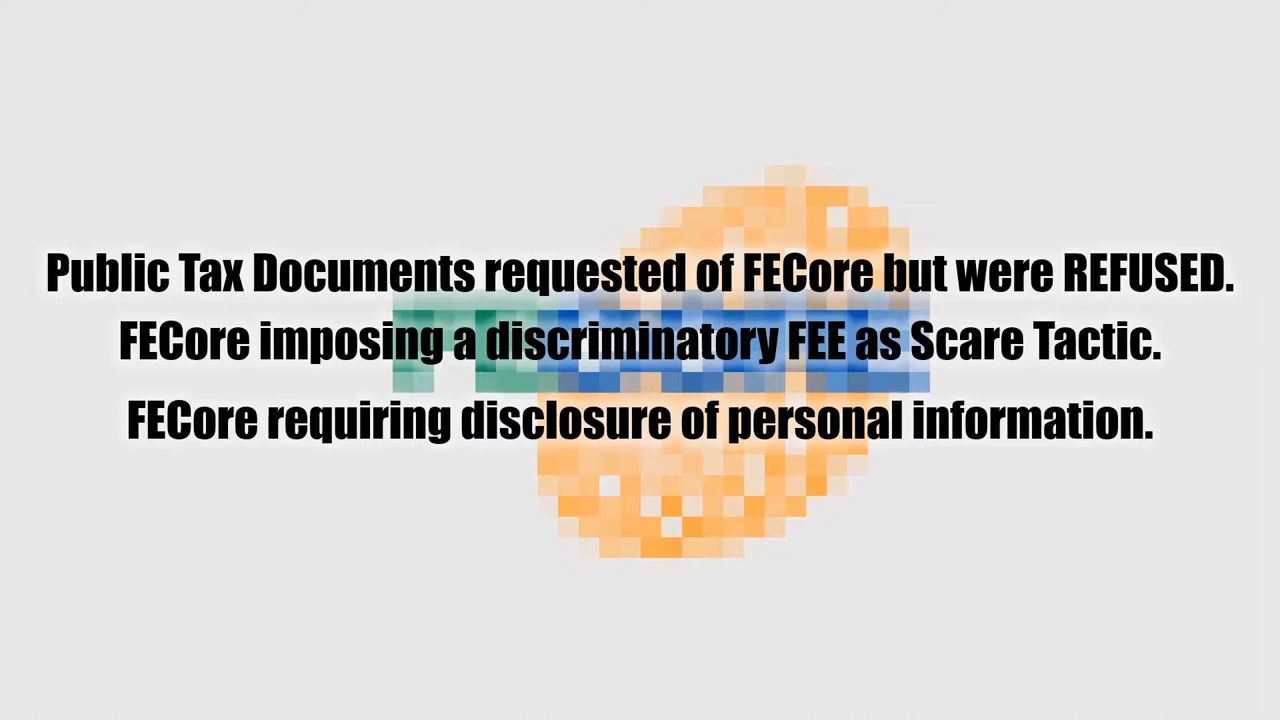 Public Tax Documents requested of FECore but were REFUSED.
FECore imposing a discriminatory FEE as Scare Tactic.
FECore requiring disclosure of personal information.